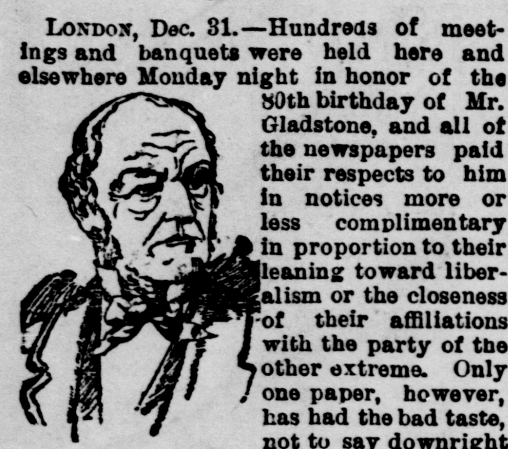 LONDON, Dec. 31.—Hundreds of meet-
ings and banquets were held here and
elsewhere Monday night in honor of the
80th birthday of Mr.
Gladstone, and all of
the newspapers paid
their respects to him
in notices more or
less complimentary
in proportion to their
leaning toward liber-
alism or the closeness
of their affiliations
with the party of the
other extreme. Only
one paper, however,
has had the bad taste,
not to say downright